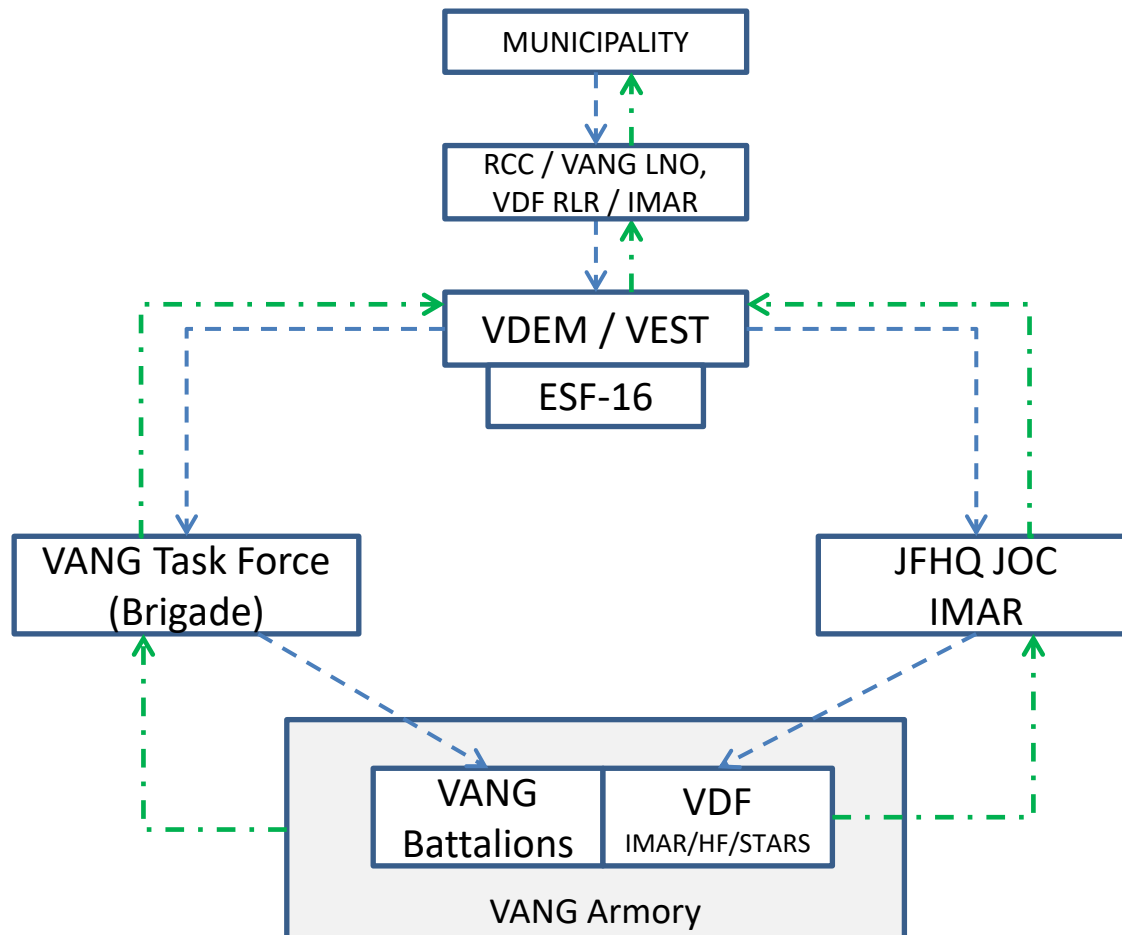 MUNICIPALITY
RCC / VANG LNO,
VDF RLR / IMAR
VDEM / VEST
ESF-16
VANG Task Force
(Brigade)
JFHQ JOC
IMAR
VANG
Battalions
VDF
IMAR/HF/STARS
VANG Armory